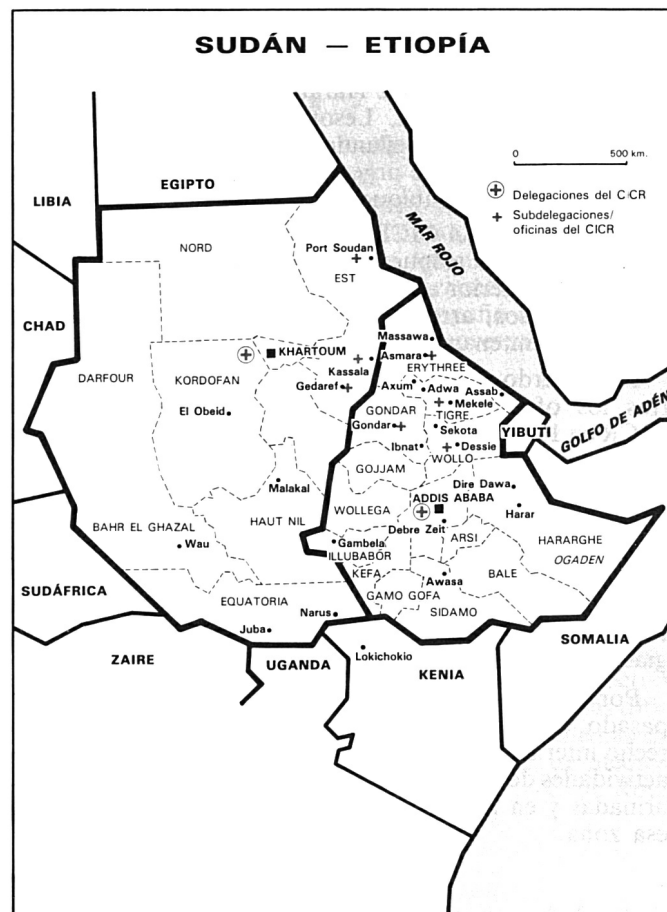 SUDÁN — ETIOPÍA
0 500 km.
Delegaciones del CICR
Subdelegaciones/
oficinas del CICR
LIBIA
EGIPTO
MAR ROJO
NORD
Port Soudan
EST
CHAD
Massawa
KHARTOUM
Kassala
Asmara
ERYTHREE
DARFOUR
KORDOFAN
Gedaref
Axum
Adwa
Assab
Mekele
El Obeid
GONDAR
TIGRE
YIBUTI
GOLFO DE ADÉN
Gondar
Sekota
Ibnat
Dessie
WOLLO
GOJJAM
Malakal
Dire Dawa
ADDIS ABABA
WOLLEGA
Harar
BAHR EL GHAZAL
HAUT NIL
Debre Zeit
Wau
Gambela
ARSI
HARARGHE
ILLUBABOR
OGADEN
KEFA
BALE
SUDÁFRICA
Awasa
EQUATORIA
GAMO GOFA
Narus
SIDAMO
Juba
SOMALIA
ZAIRE
UGANDA
Lokichokio
KENIA